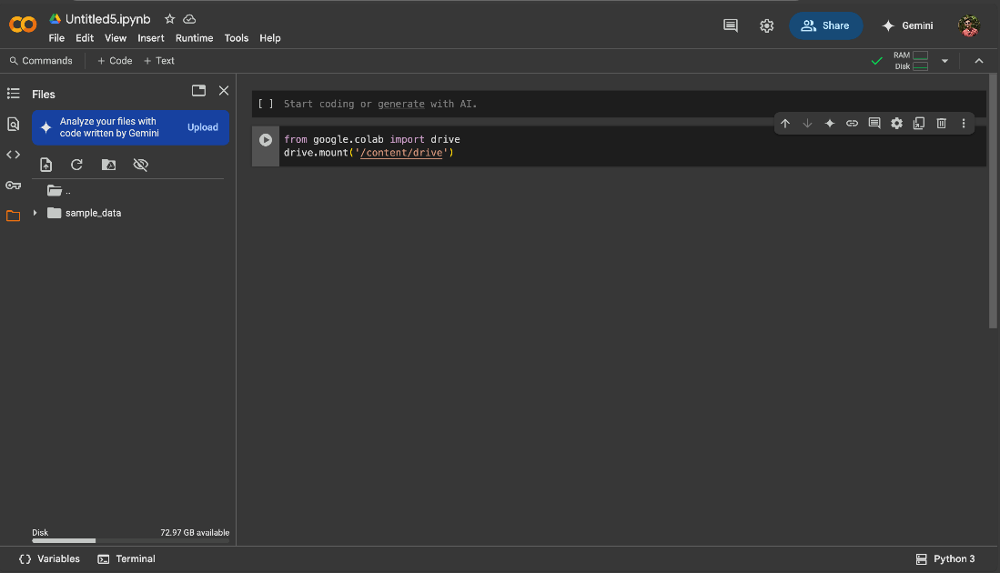 Untitled5.ipynb
File Edit View Insert Runtime Tools Help
Share
Gemini
Commands + Code + Text
RAM
Disk
Files
Analyze your files with
code written by Gemini
Upload
..
sample_data
Disk
72.97 GB available
[ ] Start coding or generate with AI.
from google.colab import drive
drive.mount('/content/drive')
{ } Variables
Terminal
Python 3